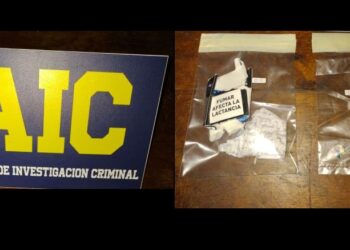 AIC
DE INVESTIGACION CRIMINAL
FUMAR
AFECTA LA
LACTANCIA